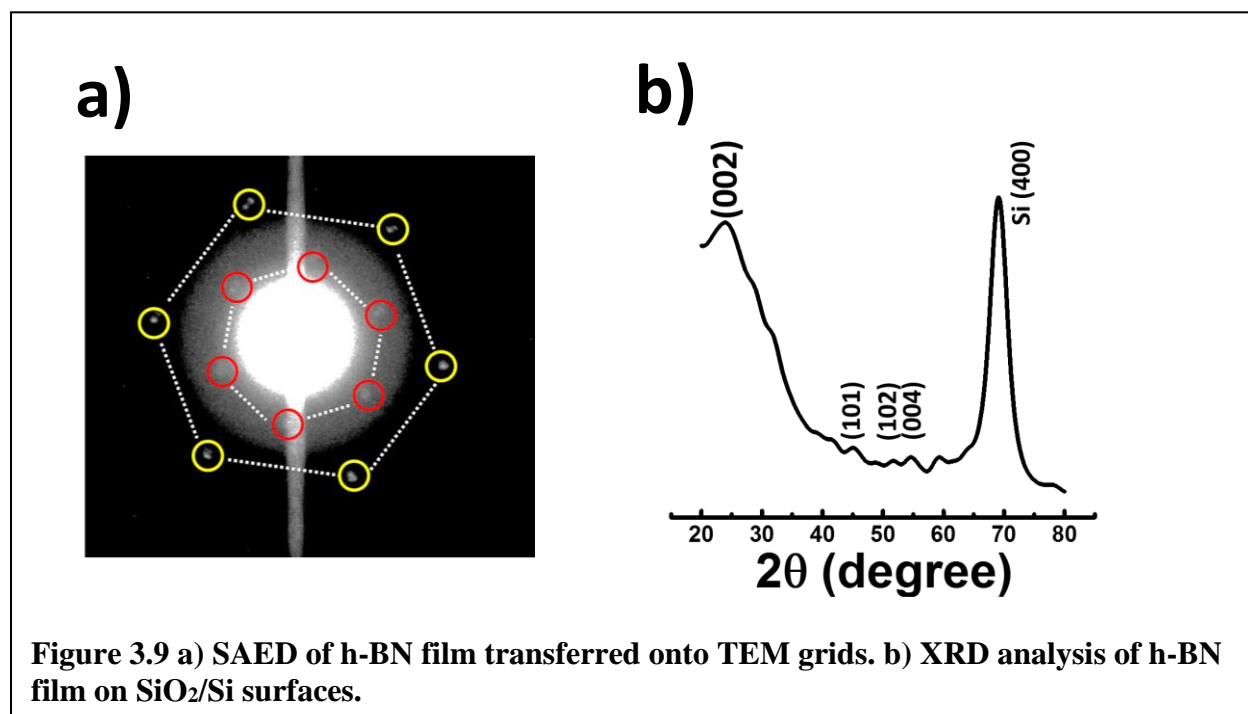 a)
b)
(002)
(101)
(102)
(004)
Si (400)
20 30 40 50 60 70 80
2θ (degree)
Figure 3.9 a) SAED of h-BN film transferred onto TEM grids. b) XRD analysis of h-BN
film on SiO₂/Si surfaces.